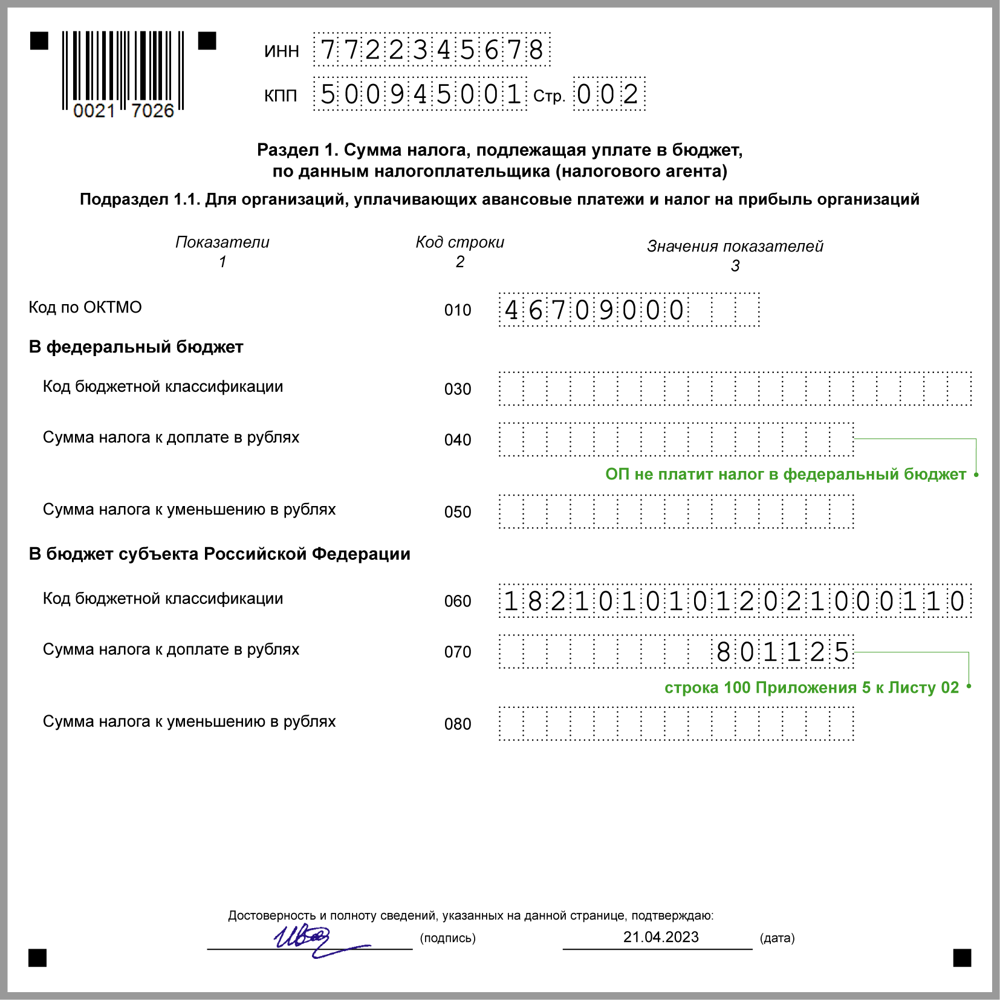 0021 7026
ИНН 7722345678
КПП 500945001 Стр. 002
Раздел 1. Сумма налога, подлежащая уплате в бюджет,
по данным налогоплательщика (налогового агента)
Подраздел 1.1. Для организаций, уплачивающих авансовые платежи и налог на прибыль организаций
Показатели Код строки Значения показателей
1 2 3
Код по ОКТМО 010 46709000
В федеральный бюджет
Код бюджетной классификации 030
Сумма налога к доплате в рублях 040
ОП не платит налог в федеральный бюджет
Сумма налога к уменьшению в рублях 050
В бюджет субъекта Российской Федерации
Код бюджетной классификации 060 18210101012021000110
Сумма налога к доплате в рублях 070 801125
строка 100 Приложения 5 к Листу 02
Сумма налога к уменьшению в рублях 080
Достоверность и полноту сведений, указанных на данной странице, подтверждаю:
(подпись) 21.04.2023 (дата)